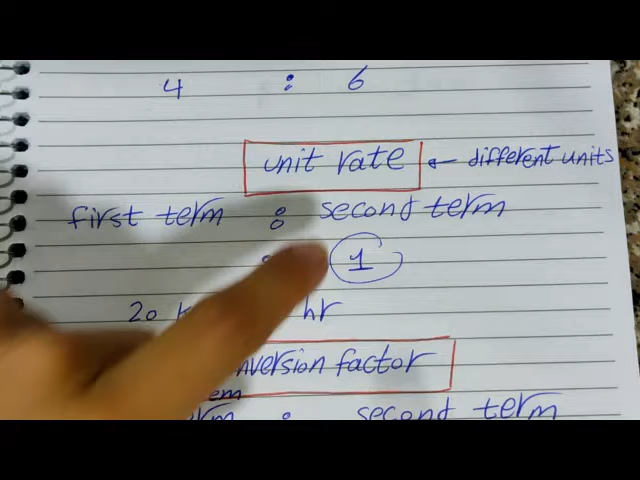 4 : 6
unit rate ← different units
first term : second term
1
20 hr
conversion factor
second term